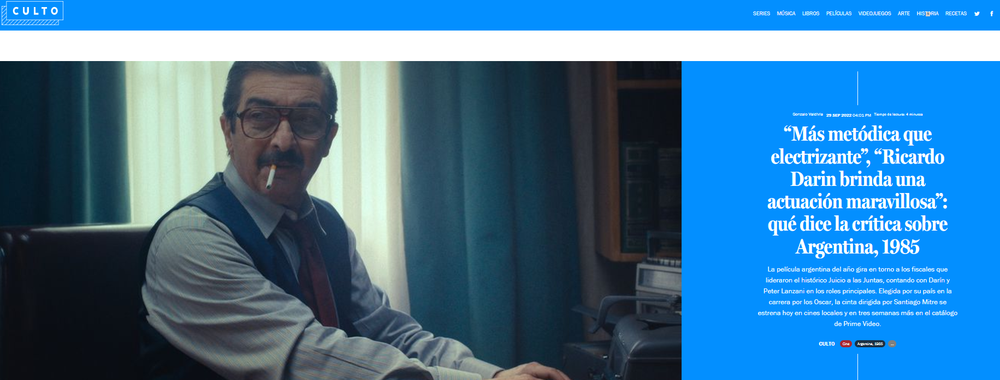 CULTO
SERIES MÚSICA LIBROS PELÍCULAS VIDEOJUEGOS ARTE HISTORIA RECETAS
Gonzalo Valdivia 29 SEP 2022 04:01 PM Tiempo de lectura: 4 minutos
“Más metódica que
electrizante”, “Ricardo
Darin brinda una
actuación maravillosa”:
qué dice la crítica sobre
Argentina, 1985
La película argentina del año gira en torno a los fiscales que
lideraron el histórico Juicio a las Juntas, contando con Darín y
Peter Lanzani en los roles principales. Elegida por su país en la
carrera por los Oscar, la cinta dirigida por Santiago Mitre se
estrena hoy en cines locales y en tres semanas más en el catálogo
de Prime Video.
CULTO Cine Argentina, 1985 ...